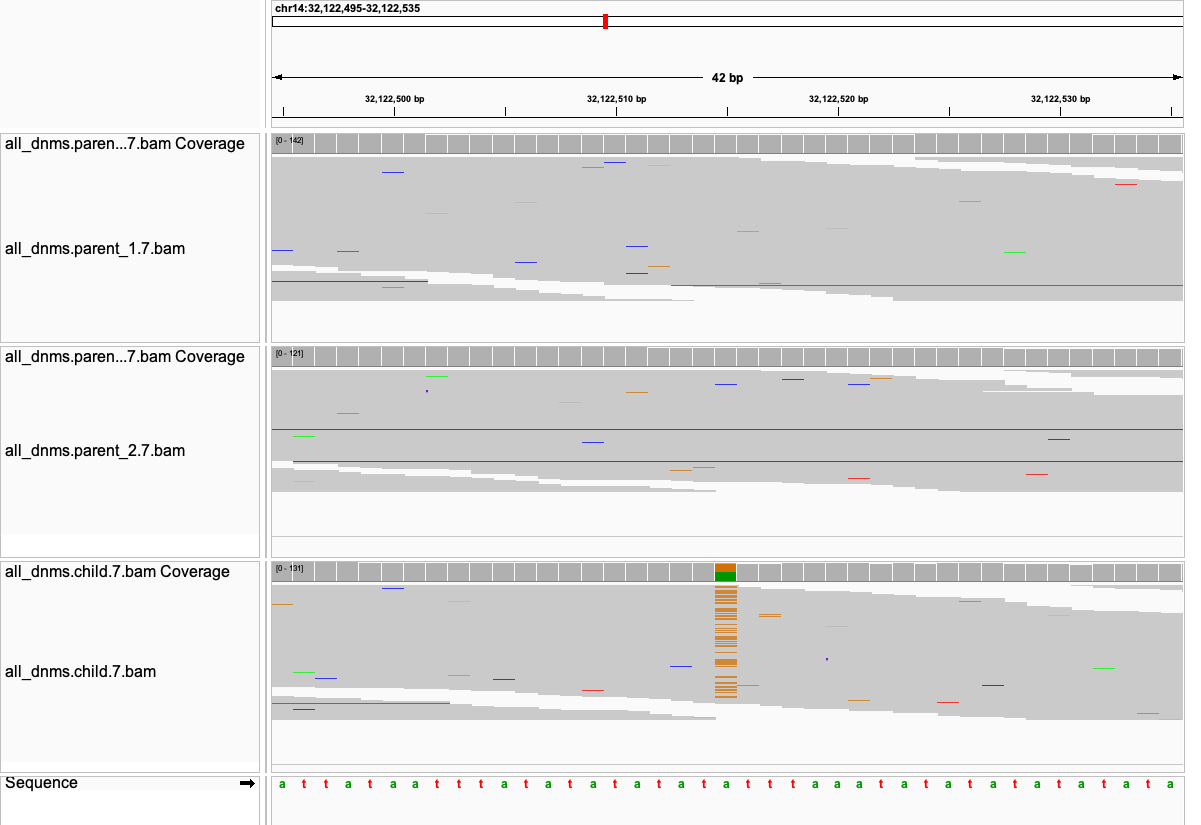 chr14:32,122,495-32,122,535
42 bp
32,122,500 bp 32,122,510 bp 32,122,520 bp 32,122,530 bp
all_dnms.paren...7.bam Coverage [0 - 142]
all_dnms.parent_1.7.bam
all_dnms.paren...7.bam Coverage [0 - 121]
all_dnms.parent_2.7.bam
all_dnms.child.7.bam Coverage [0 - 131]
all_dnms.child.7.bam
Sequence a t t a t a a t t t a t a t a t a t a t a t t t a a a t a t a t a t a t a t a t a